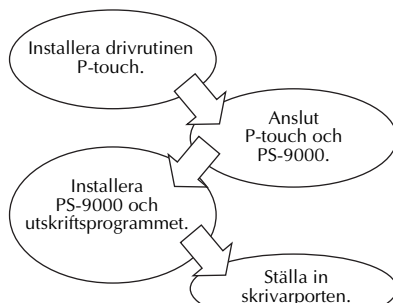 Installera drivrutinen
P-touch.
Anslut
P-touch och
PS-9000.
Installera
PS-9000 och
utskriftsprogrammet.
Ställa in
skrivarporten.